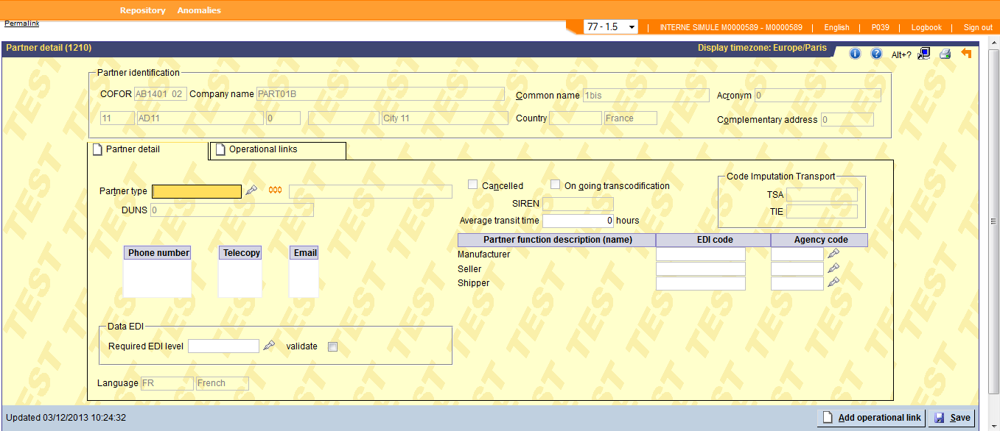 Repository Anomalies
Permalink
77 - 1.5 | INTERNE SIMULE M0000589 - M0000589 | English | P039 | Logbook | Sign out
Partner detail (1210) Display timezone: Europe/Paris
Alt+?
Partner identification
COFOR AB1401 02 Company name PART01B Common name 1bis Acronym 0
11 AD11 0 City 11 Country France Complementary address 0
Partner detail Operational links
Partner type Cancelled On going transcodification Code Imputation Transport
TSA
DUNS 0 SIREN TIE
Average transit time 0 hours
Partner function description (name) EDI code Agency code
Phone number Telecopy Email
Manufacturer
Seller
Shipper
Data EDI
Required EDI level validate
Language FR French
Updated 03/12/2013 10:24:32 Add operational link Save
TEST